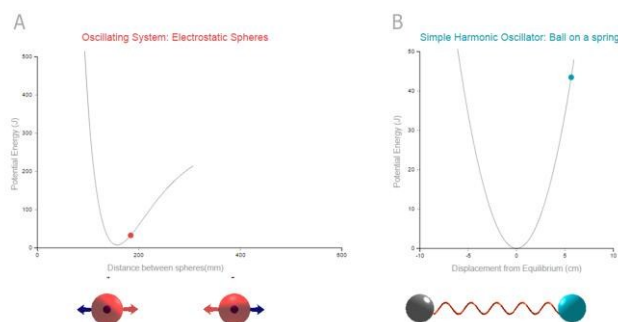 A
Oscillating System: Electrostatic Spheres
500
400
300
200
100
0
0
200
400
600
Potential Energy (J)
Distance between spheres(mm)
-
-
B
Simple Harmonic Oscillator: Ball on a spring
50
40
30
20
10
0
-10
-5
0
5
10
Potential Energy (J)
Displacement from Equilibrium (cm)